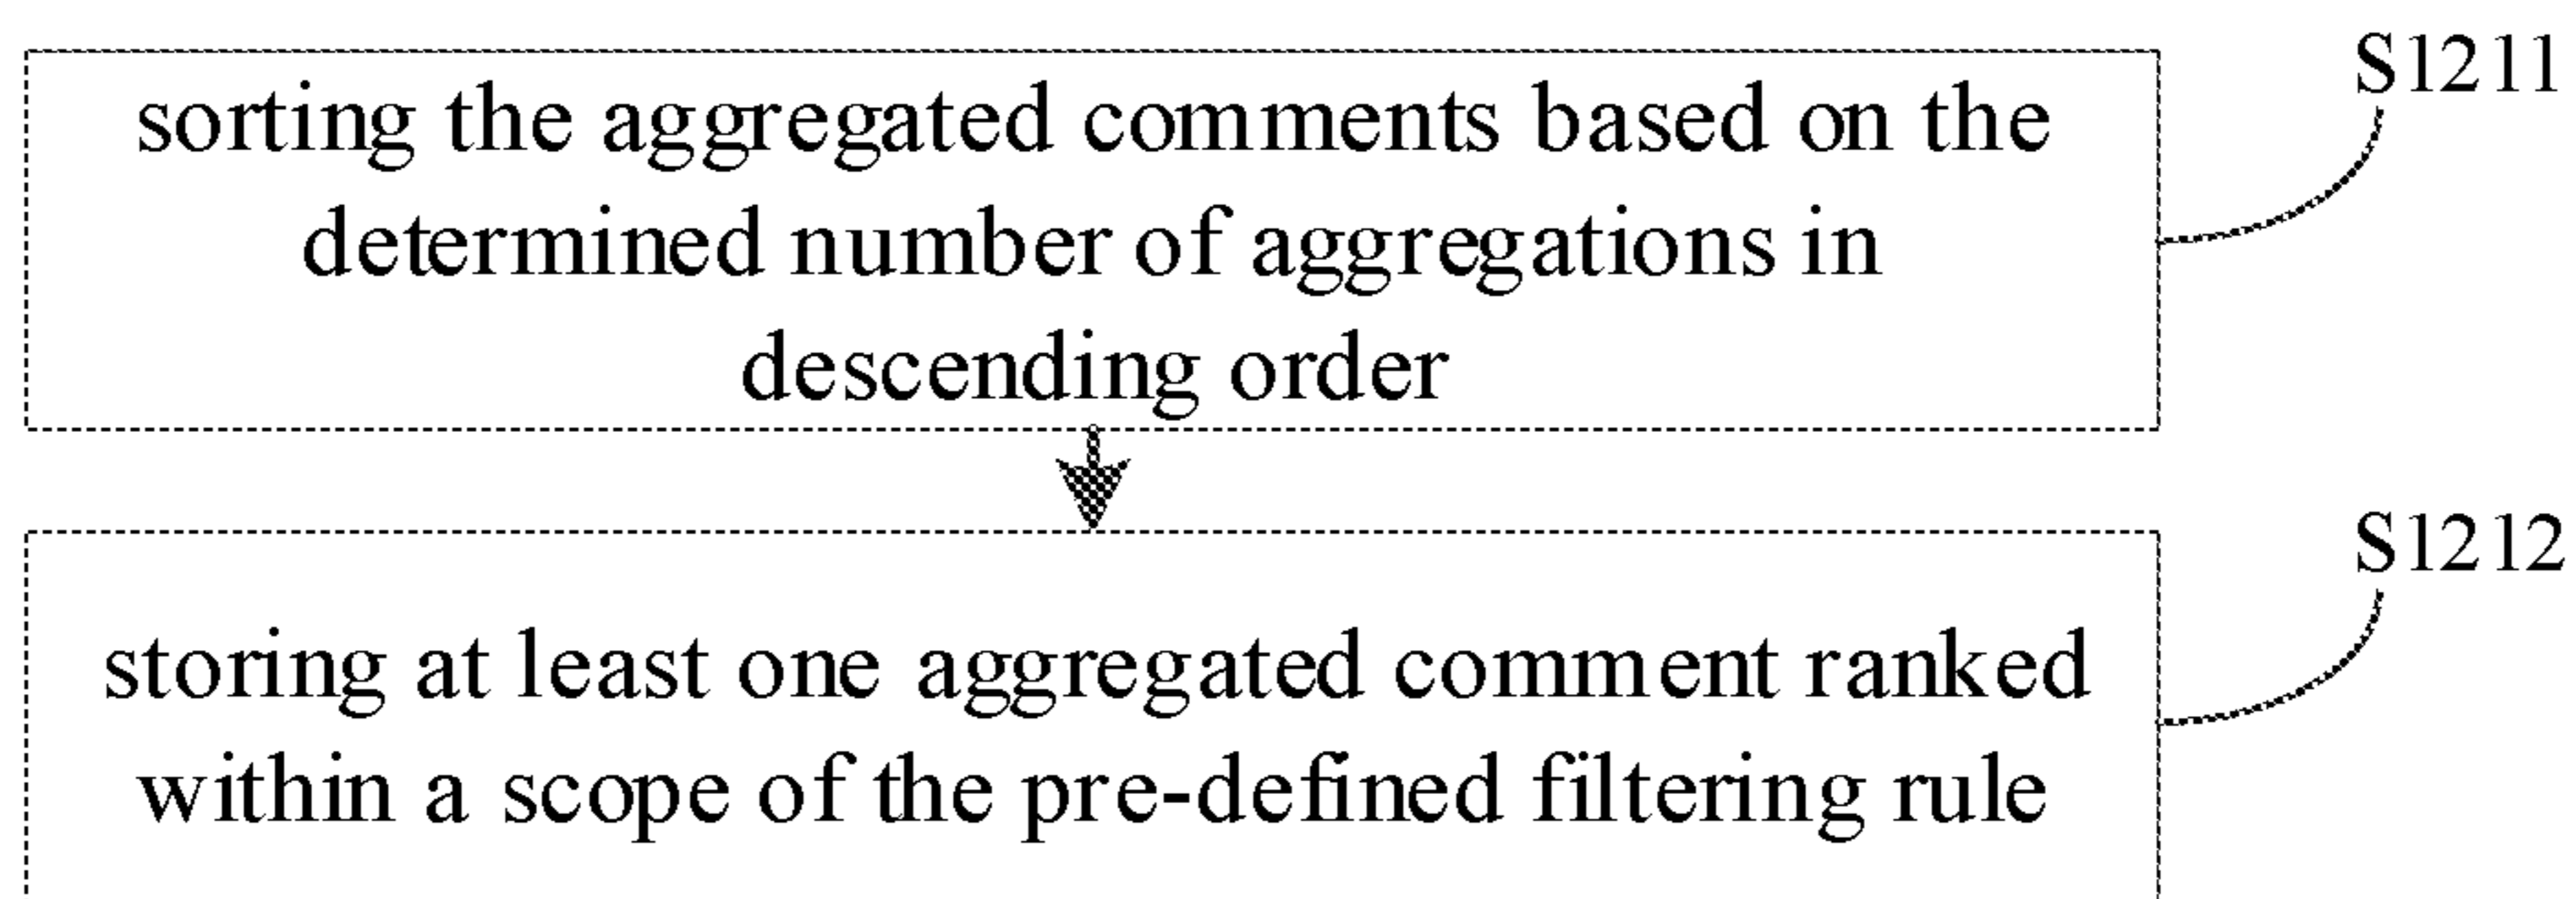 S1211
sorting the aggregated comments based on the
determined number of aggregations in
descending order
S1212
storing at least one aggregated comment ranked
within a scope of the pre-defined filtering rule